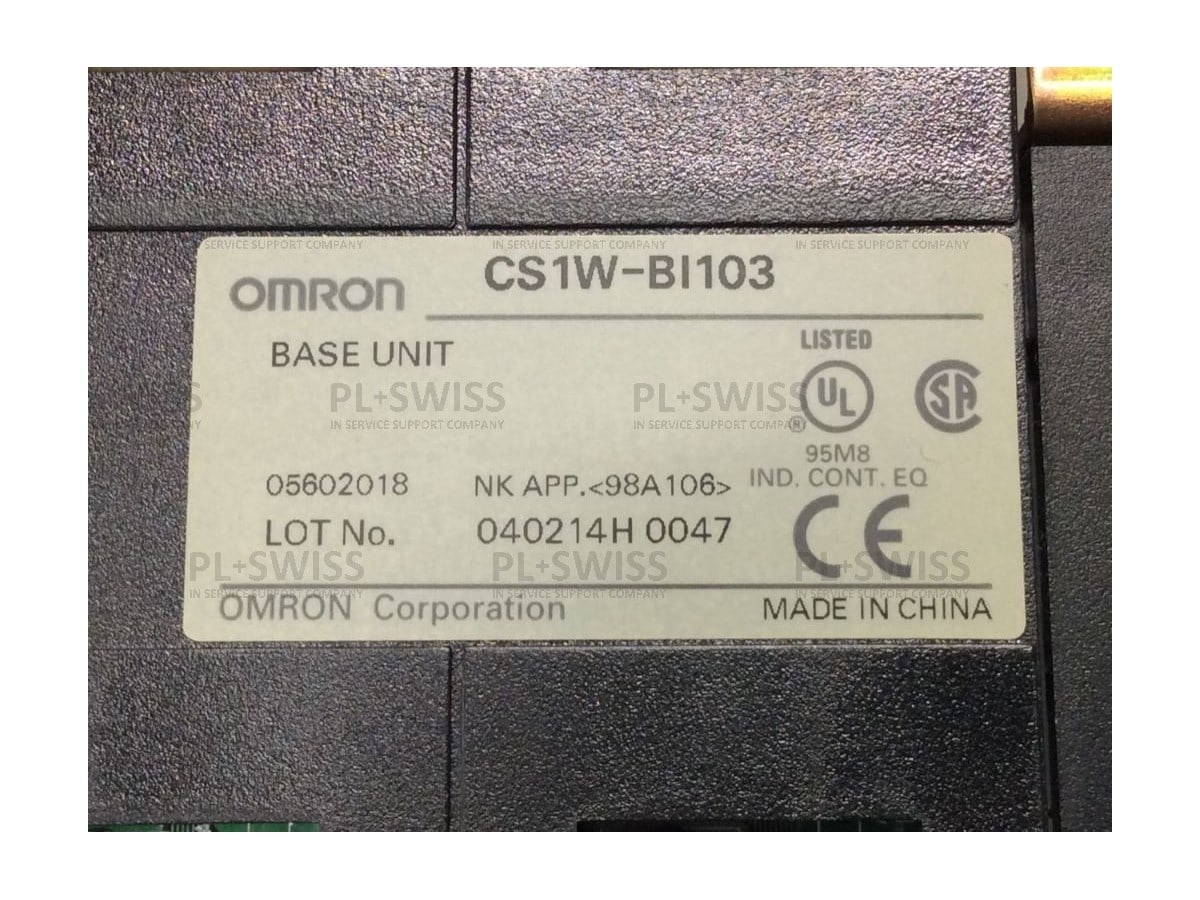 IN SERVICE SUPPORT COMPANY IN SERVICE SUPPORT COMPANY IN SERVICE SUPPORT COMPANY
OMRON CS1W-BI103
BASE UNIT LISTED
UL SA
PL+SWISS PL+SWISS
IN SERVICE SUPPORT COMPANY IN SERVICE SUPPORT COMPANY ®
95M8
05602018 NK APP.<98A106> IND. CONT. EQ
LOT No. 040214H 0047 CE
PL+SWISS PL+SWISS PL+SWISS
IN SERVICE SUPPORT COMPANY IN SERVICE SUPPORT COMPANY IN SERVICE SUPPORT COMPANY
OMRON Corporation MADE IN CHINA